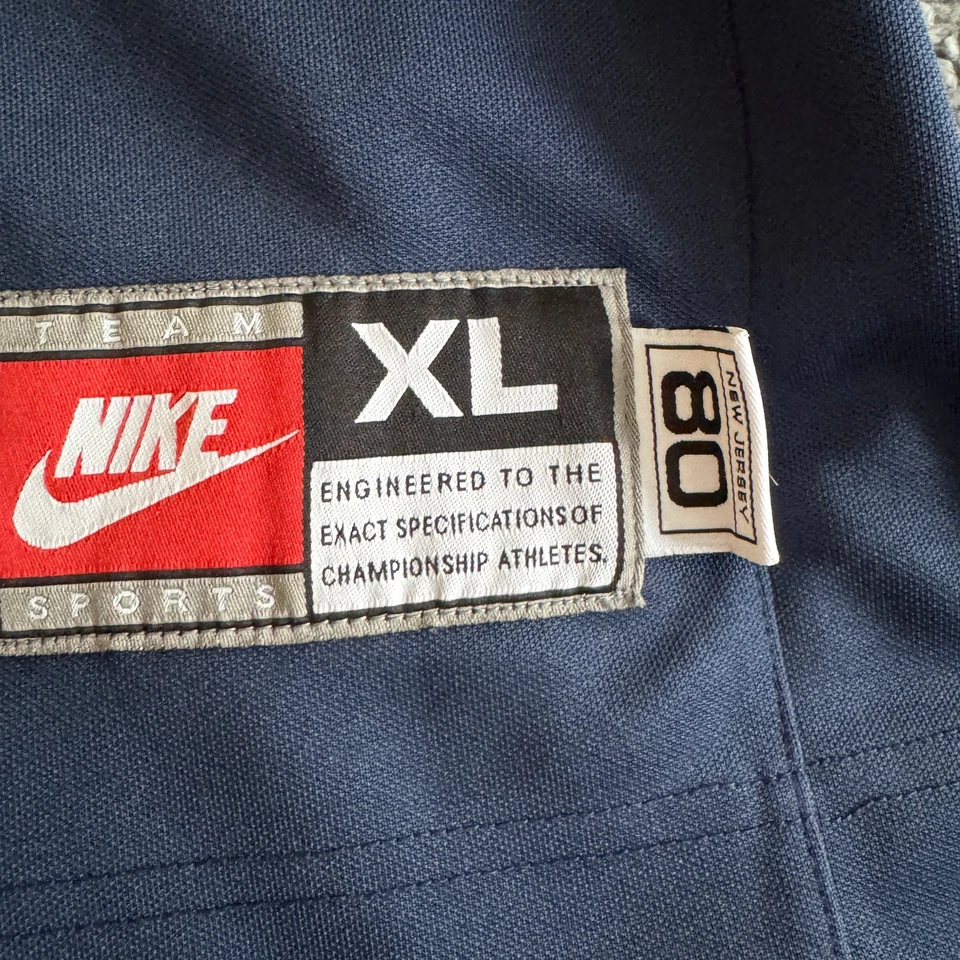 TEAM
NIKE
SPORTS
XL
ENGINEERED TO THE
EXACT SPECIFICATIONS OF
CHAMPIONSHIP ATHLETES.
NEW JERSEY
80